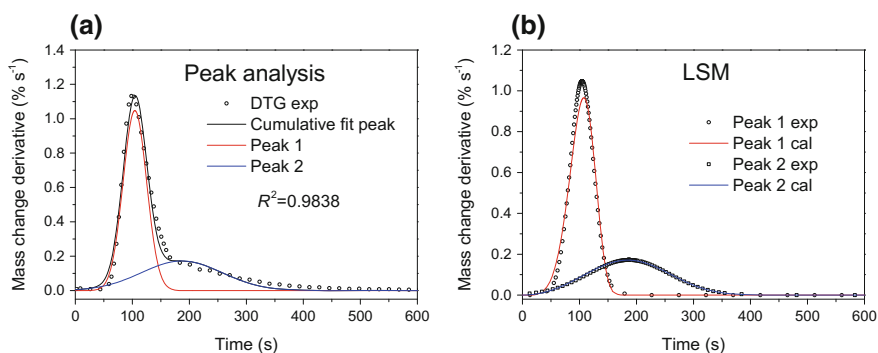 (a)
Mass change derivative (% s⁻¹)
1.4
1.2
1.0
0.8
0.6
0.4
0.2
0.0
Peak analysis
DTG exp
Cumulative fit peak
Peak 1
Peak 2
R²=0.9838
0 100 200 300 400 500 600
Time (s)
(b)
Mass change derivative (% s⁻¹)
1.2
1.0
0.8
0.6
0.4
0.2
0.0
LSM
Peak 1 exp
Peak 1 cal
Peak 2 exp
Peak 2 cal
0 100 200 300 400 500 600
Time (s)